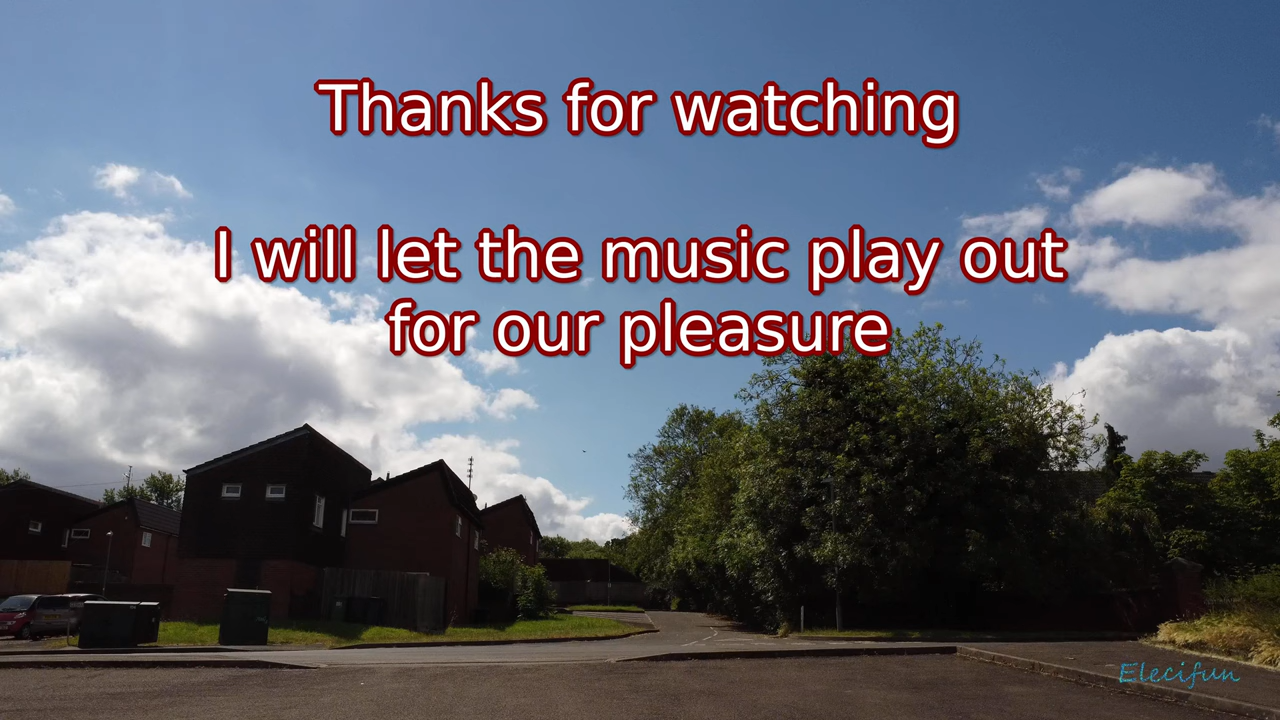 Thanks for watching
I will let the music play out
for our pleasure
Elecifun